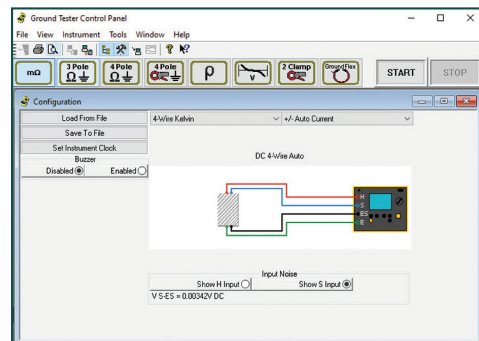 Ground Tester Control Panel
File View Instrument Tools Window Help
mΩ 3 Pole Ω 4 Pole Ω 4 Pole ρ V 2 Clamp GroundFlex START STOP
Configuration
Load From File 4-Wire Kelvin +/- Auto Current
Save To File
Set Instrument Clock
Buzzer
Disabled Enabled
DC 4-Wire Auto
H
S
ES
E
Input Noise
Show H Input Show S Input
V S-ES = 0.00342V DC